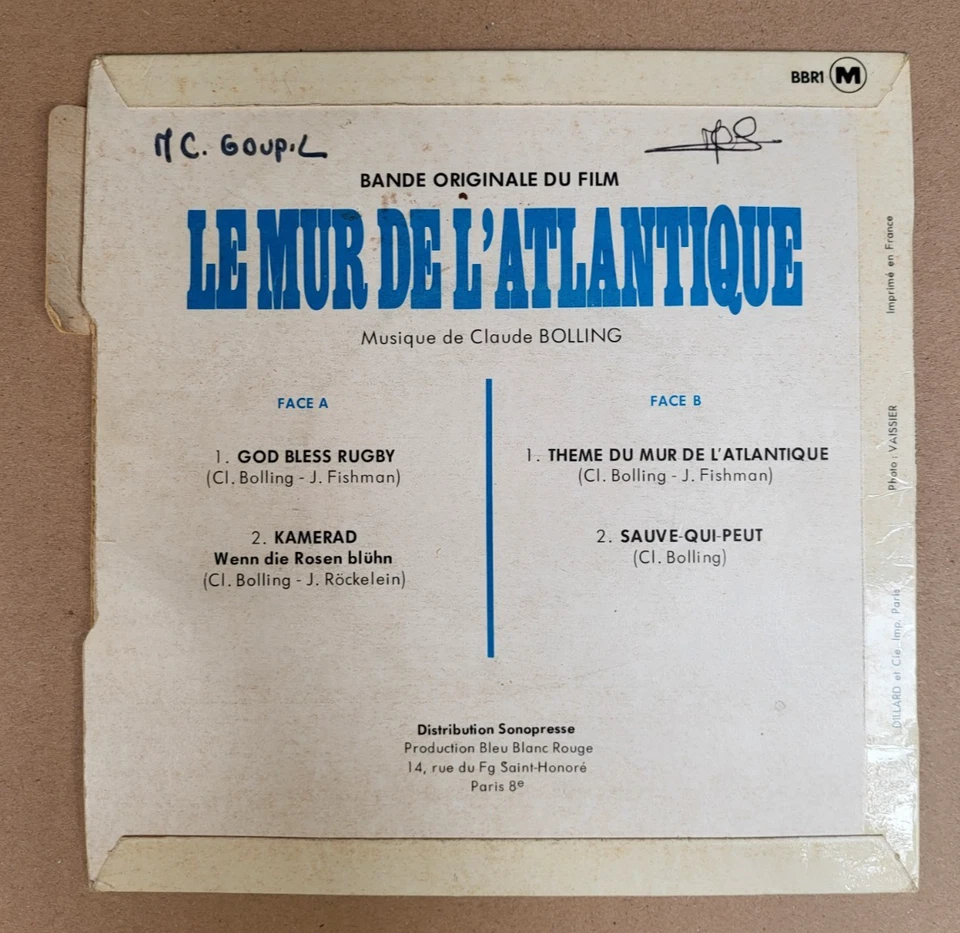 BBR1 M
MC. GOUPIL
BANDE ORIGINALE DU FILM
LE MUR DE L'ATLANTIQUE
Musique de Claude BOLLING
FACE A
1. GOD BLESS RUGBY
(Cl. Bolling - J. Fishman)
2. KAMERAD
Wenn die Rosen blühn
(Cl. Bolling - J. Röckelein)
FACE B
1. THEME DU MUR DE L'ATLANTIQUE
(Cl. Bolling - J. Fishman)
2. SAUVE-QUI-PEUT
(Cl. Bolling)
Distribution Sonopresse
Production Bleu Blanc Rouge
14, rue du Fg Saint-Honoré
Paris 8e
Imprimé en France
Photo : VAISSIER
DILLARD et Cie. Imp. Paris